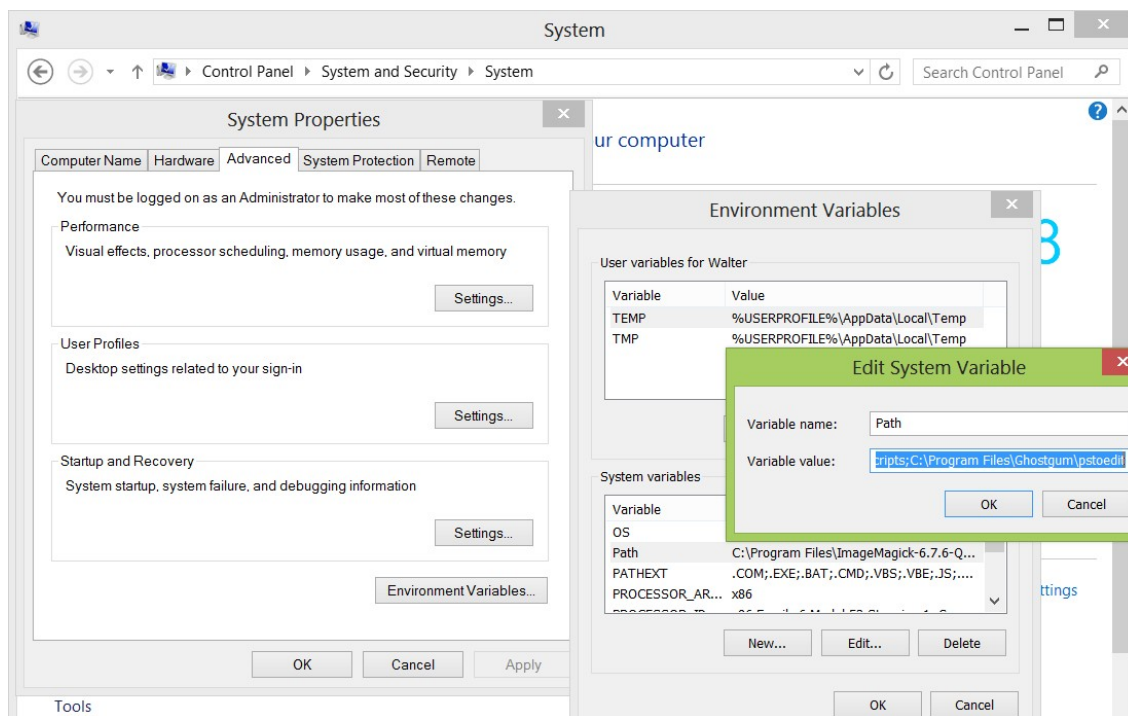 System
Control Panel System and Security System
Search Control Panel
System Properties
Computer Name Hardware Advanced System Protection Remote
You must be logged on as an Administrator to make most of these changes.
Performance
Visual effects, processor scheduling, memory usage, and virtual memory
Settings...
User Profiles
Desktop settings related to your sign-in
Settings...
Startup and Recovery
System startup, system failure, and debugging information
Settings...
Environment Variables...
OK Cancel Apply
Tools
ur computer
8
Environment Variables
User variables for Walter
Variable Value
TEMP %USERPROFILE%\AppData\Local\Temp
TMP %USERPROFILE%\AppData\Local\Temp
Edit System Variable
Variable name: Path
Variable value: cripts;C:\Program Files\Ghostgum\pstoedit
OK Cancel
System variables
Variable
OS
Path C:\Program Files\ImageMagick-6.7.6-Q...
PATHEXT .COM;.EXE;.BAT;.CMD;.VBS;.VBE;.JS;....
PROCESSOR_AR... x86
New... Edit... Delete
OK Cancel
ttings